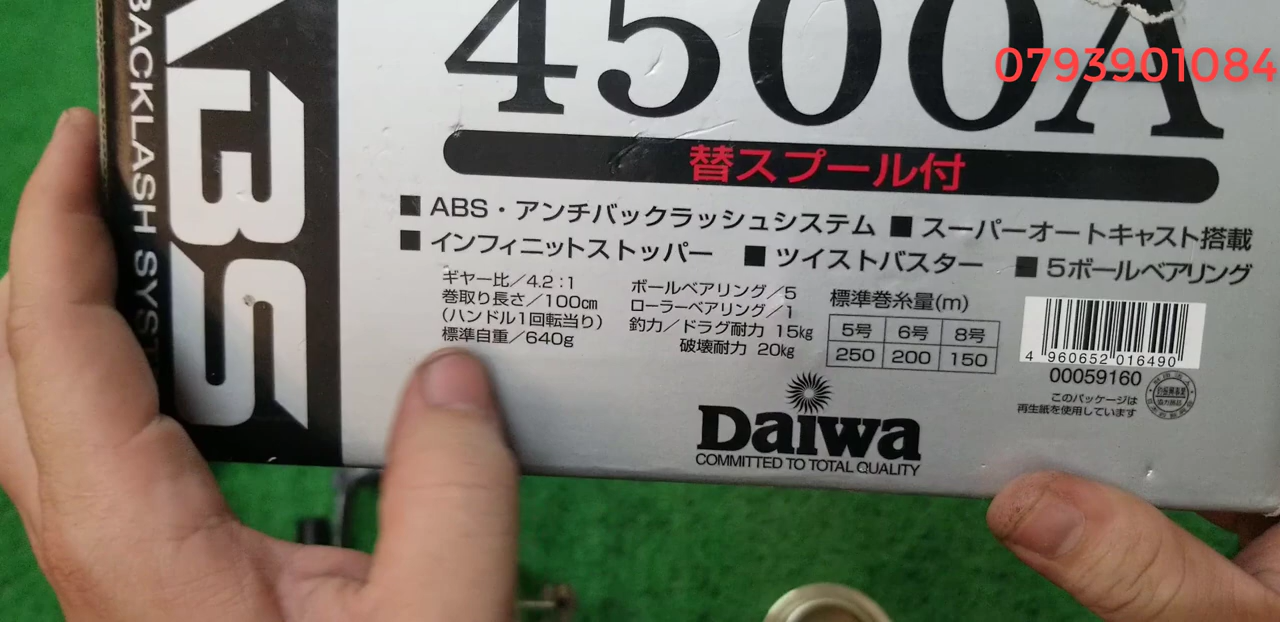 4500A
0793901084
替スプール付
ABS
BACKLASH SYST
■ ABS・アンチバックラッシュシステム ■ スーパーオートキャスト搭載
■ インフィニットストッパー ■ ツイストバスター ■ 5ボールベアリング
ギヤー比/4.2:1
巻取り長さ/100㎝
(ハンドル1回転当り)
標準自重/640g
ボールベアリング/5
ローラーベアリング/1
釣力/ドラグ耐力 15㎏
破壊耐力 20㎏
標準巻糸量(m)
5号 6号 8号
250 200 150
4 960652 016490
00059160
このパッケージは
再生紙を使用しています
Daiwa
COMMITTED TO TOTAL QUALITY